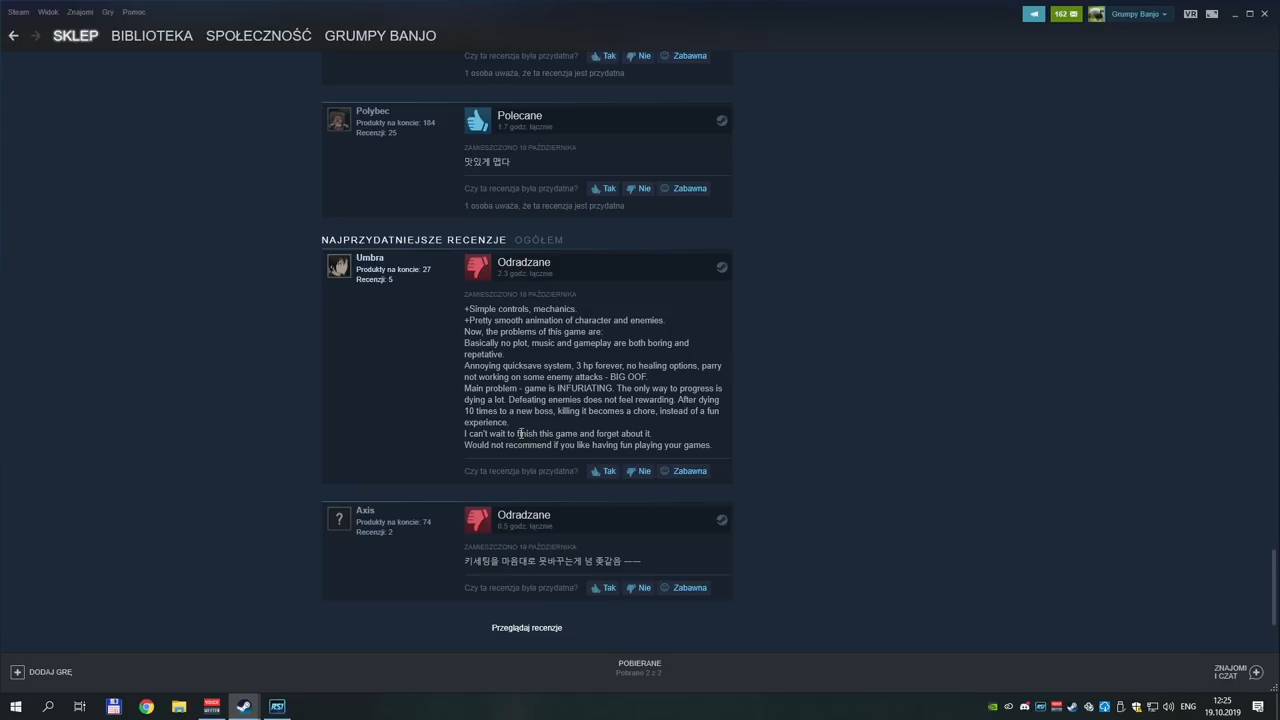 Steam Widok Znajomi Gry Pomoc
162 Grumpy Banjo VR
SKLEP BIBLIOTEKA SPOŁECZNOŚĆ GRUMPY BANJO
Czy ta recenzja była przydatna? Tak Nie Zabawna
1 osoba uważa, że ta recenzja jest przydatna
Polybec
Produkty na koncie: 184
Recenzji: 25
Polecane
1.7 godz. łącznie
ZAMIESZCZONO 18 PAŹDZIERNIKA
맛있게 맵다
Czy ta recenzja była przydatna? Tak Nie Zabawna
1 osoba uważa, że ta recenzja jest przydatna
NAJPRZYDATNIEJSZE RECENZJE OGÓŁEM
Umbra
Produkty na koncie: 27
Recenzji: 5
Odradzane
2.3 godz. łącznie
ZAMIESZCZONO 18 PAŹDZIERNIKA
+Simple controls, mechanics.
+Pretty smooth animation of character and enemies.
Now, the problems of this game are:
Basically no plot, music and gameplay are both boring and
repetative.
Annoying quicksave system, 3 hp forever, no healing options, parry
not working on some enemy attacks - BIG OOF.
Main problem - game is INFURIATING. The only way to progress is
dying a lot. Defeating enemies does not feel rewarding. After dying
10 times to a new boss, killing it becomes a chore, instead of a fun
experience.
I can't wait to finish this game and forget about it.
Would not recommend if you like having fun playing your games.
Czy ta recenzja była przydatna? Tak Nie Zabawna
Axis
Produkty na koncie: 74
Recenzji: 2
Odradzane
0.5 godz. łącznie
ZAMIESZCZONO 19 PAŹDZIERNIKA
키세팅을 마음대로 못바꾸는게 넘 좆같음 ㅡㅡ
Czy ta recenzja była przydatna? Tak Nie Zabawna
Przeglądaj recenzje
DODAJ GRĘ
POBIERANE
Pobrano 2 z 2
ZNAJOMI
I CZAT
ENG
12:25
19.10.2019